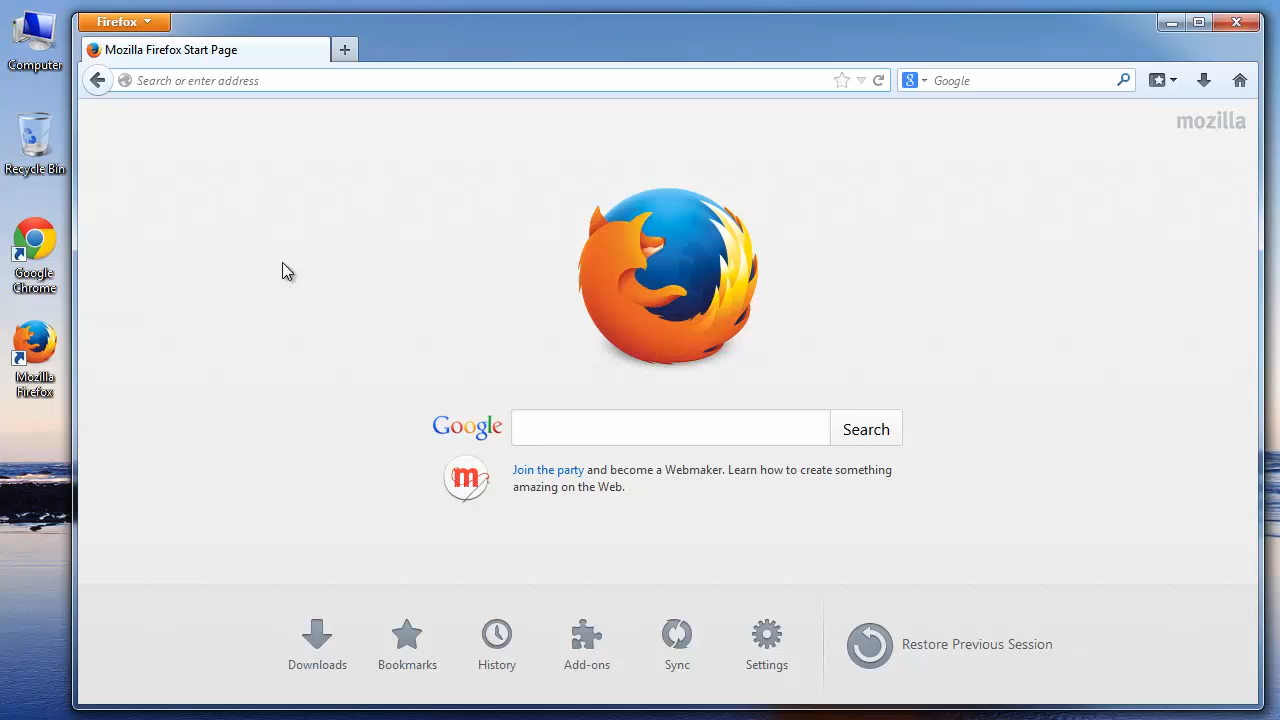 Firefox
Computer
Mozilla Firefox Start Page
Search or enter address
8
Google
mozilla
Recycle Bin
Google
Chrome
Mozilla
Firefox
Google
Search
m
Join the party and become a Webmaker. Learn how to create something
amazing on the Web.
Downloads
Bookmarks
History
Add-ons
Sync
Settings
Restore Previous Session